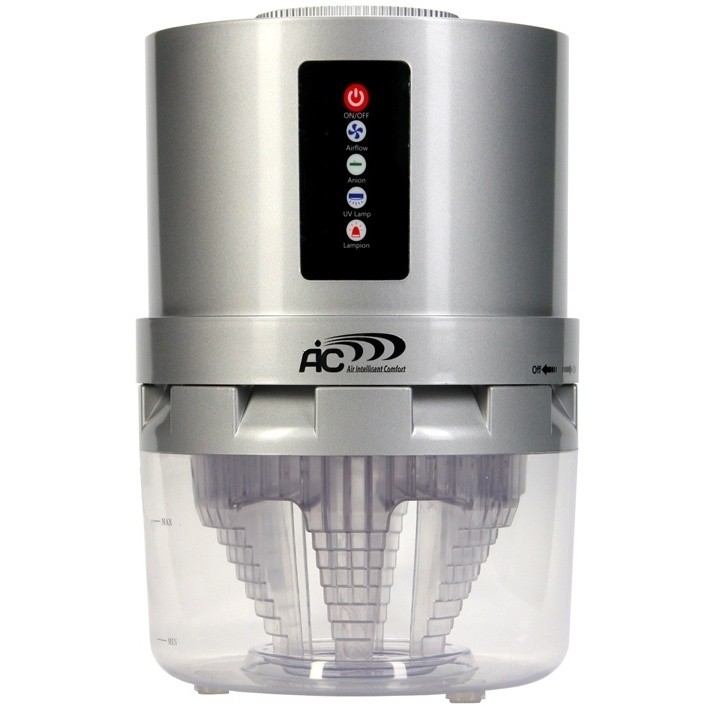 ON/OFF
Airflow
Anion
UV Lamp
Lampion
AIC
Air Intelligent Comfort
Off
MAX
MIN